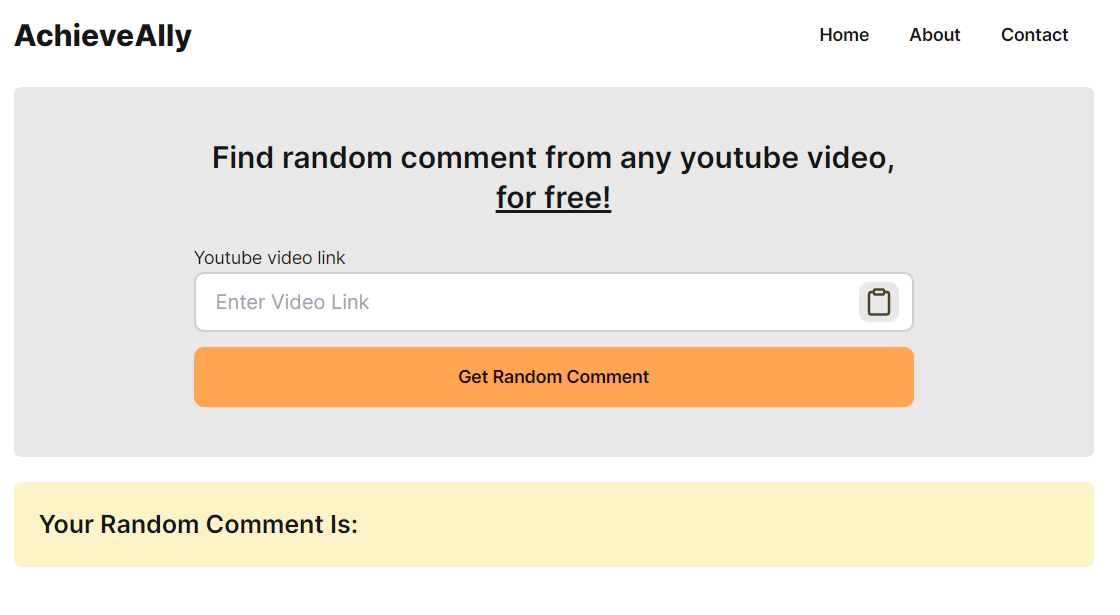 AchieveAlly
Home About Contact
Find random comment from any youtube video,
for free!
Youtube video link
Enter Video Link
Get Random Comment
Your Random Comment Is: